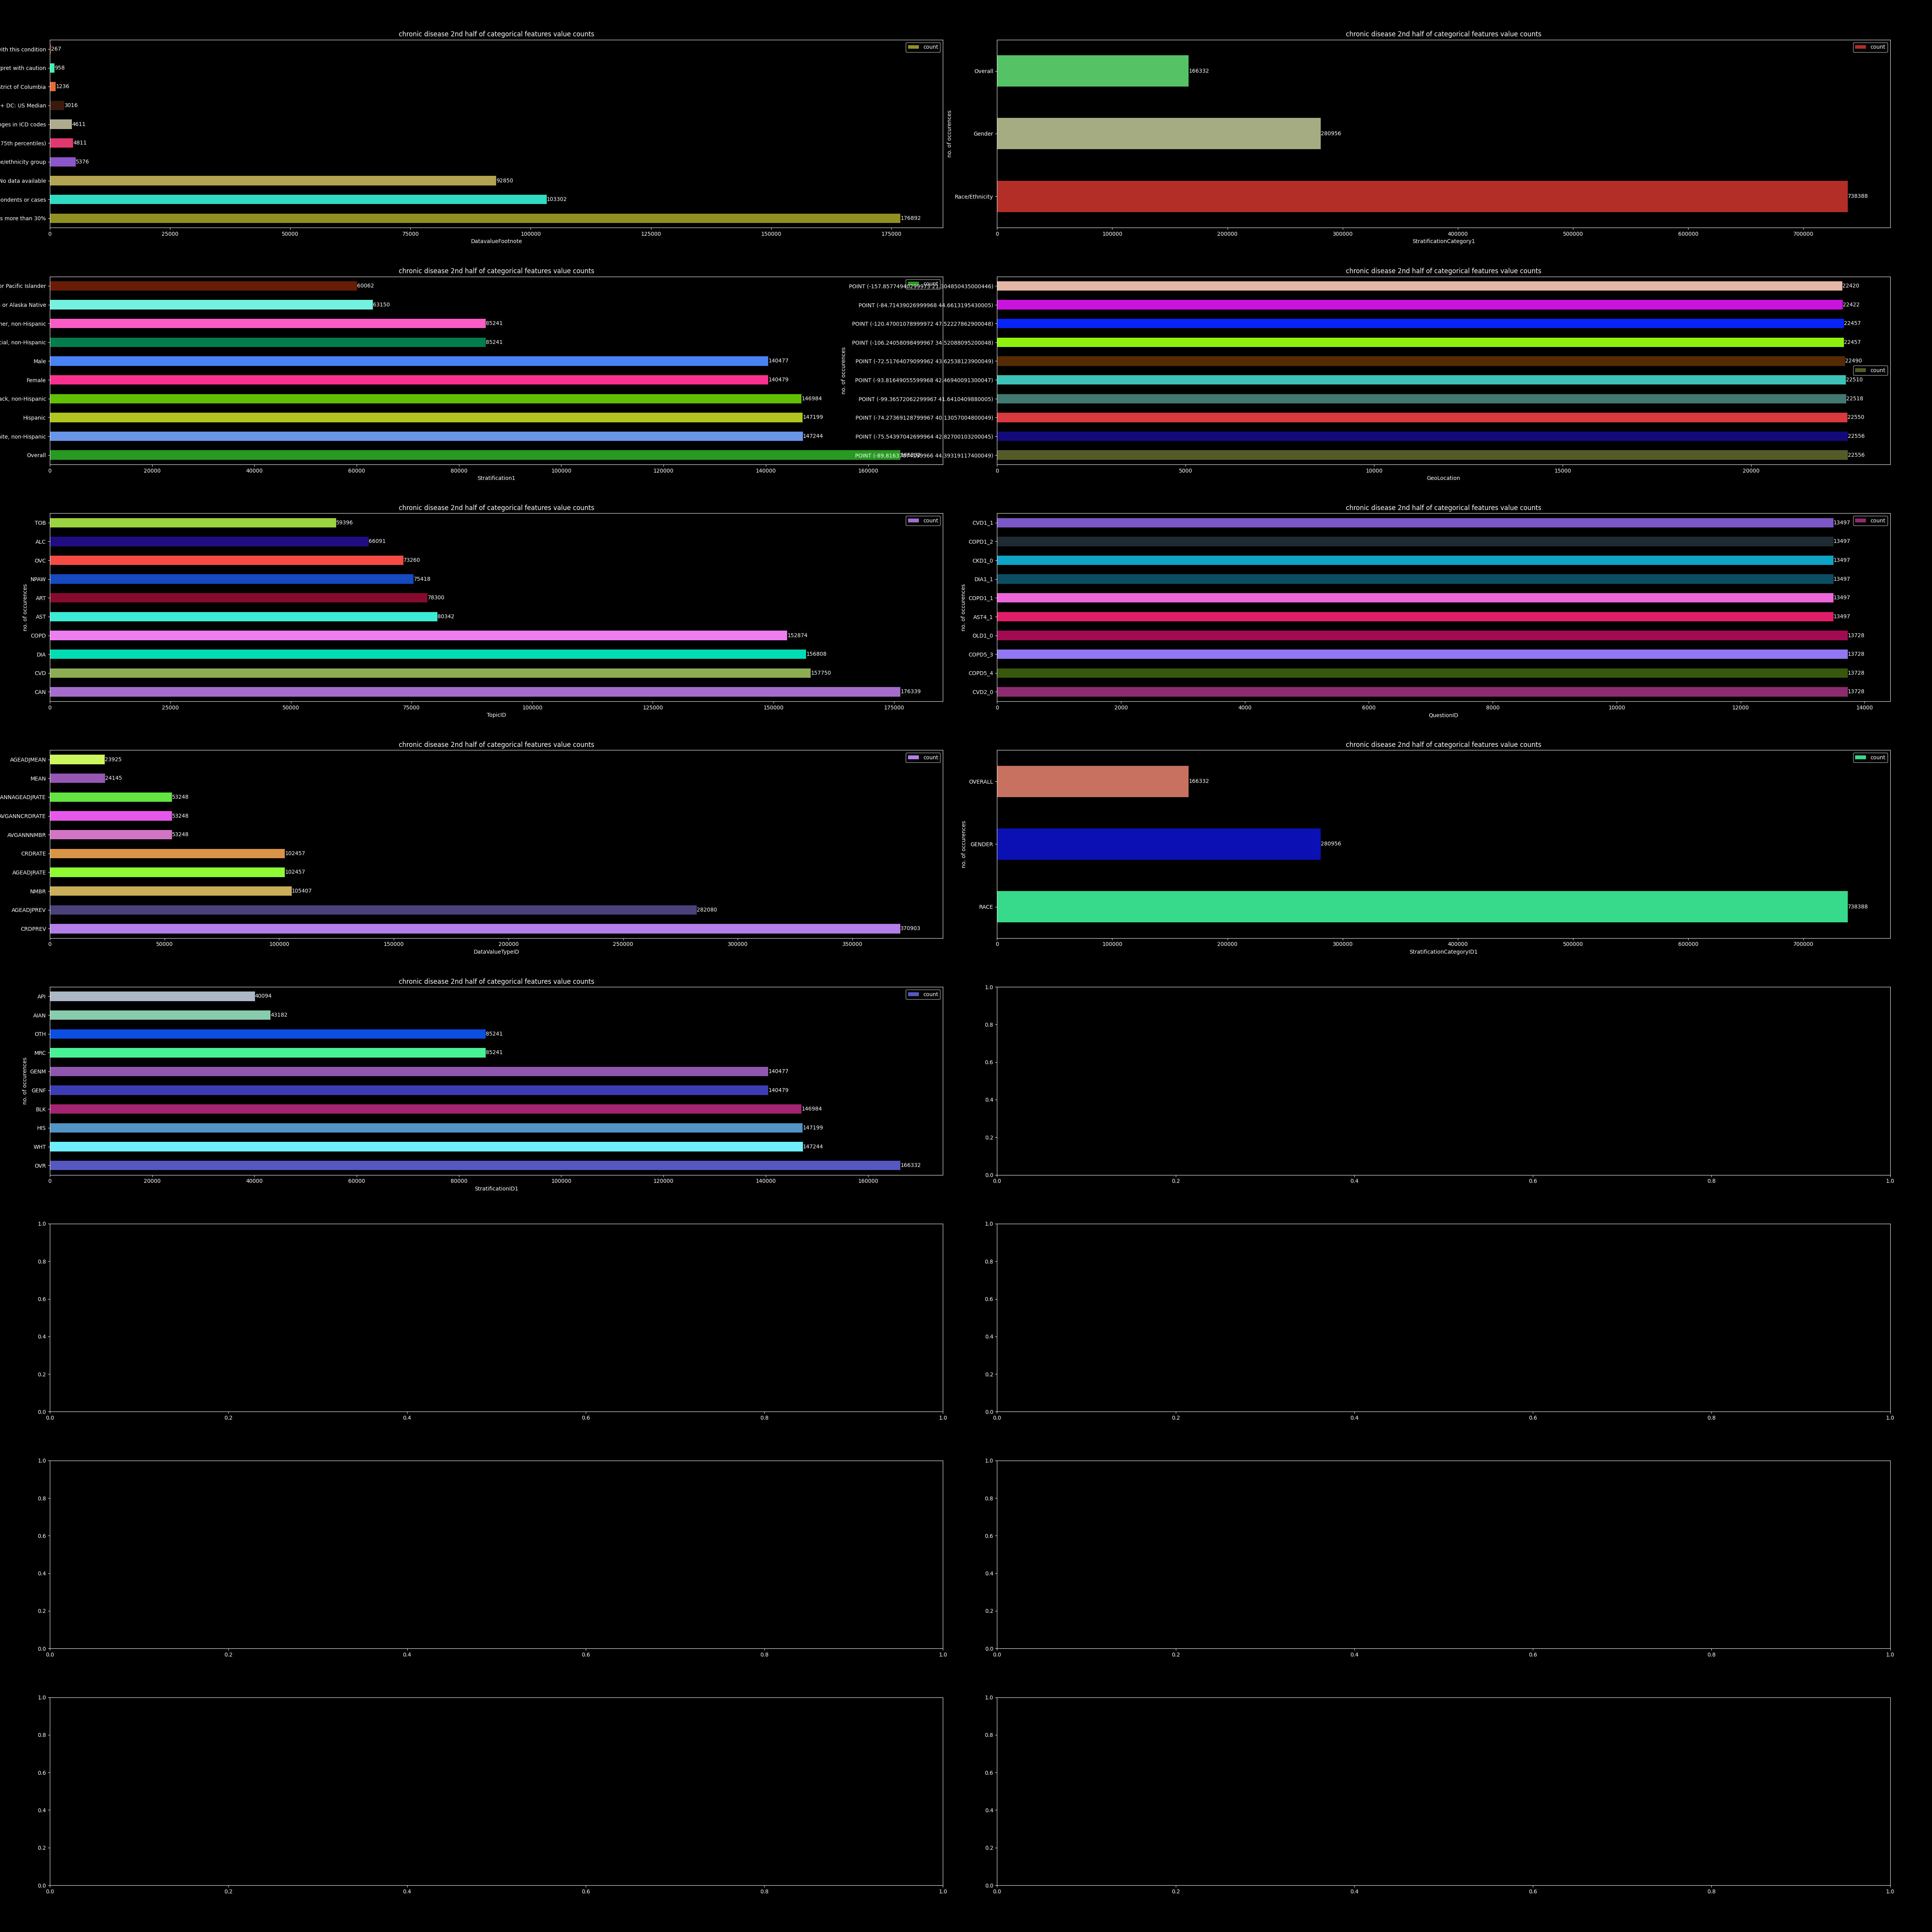 chronic disease 2nd half of categorical features value counts
ith this condition
267
pret with caution
958
trict of Columbia
1236
+ DC: US Median
3016
nges in ICD codes
4611
75th percentiles)
4811
e/ethnicity group
5376
No data available
92850
pondents or cases
103302
s more than 30%
176892
count
0 25000 50000 75000 100000 125000 150000 175000
DatavalueFootnote
chronic disease 2nd half of categorical features value counts
no. of occurences
Overall
166332
Gender
280956
Race/Ethnicity
738388
count
0 100000 200000 300000 400000 500000 600000 700000
StratificationCategory1
chronic disease 2nd half of categorical features value counts
or Pacific Islander
60062
or Alaska Native
63150
her, non-Hispanic
85241
cial, non-Hispanic
85241
Male
140477
Female
140479
ack, non-Hispanic
146984
Hispanic
147199
ite, non-Hispanic
147244
Overall
count
0 20000 40000 60000 80000 100000 120000 140000 160000
Stratification1
chronic disease 2nd half of categorical features value counts
no. of occurences
22420
POINT (-84.71439026999968 44.6613195430005)
22422
POINT (-120.47001078999972 47.52227862900048)
22457
POINT (-106.24058098499967 34.52088095200048)
22457
POINT (-72.51764079099962 43.62538123900049)
22490
POINT (-93.81649055599968 42.46940091300047)
22510
POINT (-99.36572062299967 41.6410409880005)
22518
POINT (-74.27369128799967 40.13057004800049)
22550
POINT (-75.54397042699964 42.82700103200045)
22556
22556
count
0 5000 10000 15000 20000
GeoLocation
chronic disease 2nd half of categorical features value counts
no. of occurences
TOB
59396
ALC
66091
OVC
73260
NPAW
75418
ART
78300
AST
80342
COPD
152874
DIA
156808
CVD
157750
CAN
176339
count
0 25000 50000 75000 100000 125000 150000 175000
TopicID
chronic disease 2nd half of categorical features value counts
no. of occurences
CVD1_1
13497
COPD1_2
13497
CKD1_0
13497
DIA1_1
13497
COPD1_1
13497
AST4_1
13497
OLD1_0
13728
COPD5_3
13728
COPD5_4
13728
CVD2_0
13728
count
0 2000 4000 6000 8000 10000 12000 14000
QuestionID
chronic disease 2nd half of categorical features value counts
AGEADJMEAN
23925
MEAN
24145
ANNAGEADJRATE
53248
AVGANNCRDRATE
53248
AVGANNNMBR
53248
CRDRATE
102457
AGEADJRATE
102457
NMBR
105407
AGEADJPREV
282080
CRDPREV
370903
count
0 50000 100000 150000 200000 250000 300000 350000
DataValueTypeID
chronic disease 2nd half of categorical features value counts
no. of occurences
OVERALL
166332
GENDER
280956
RACE
738388
count
0 100000 200000 300000 400000 500000 600000 700000
StratificationCategoryID1
chronic disease 2nd half of categorical features value counts
no. of occurences
API
40094
AIAN
43182
OTH
85241
MRC
85241
GENM
140477
GENF
140479
BLK
146984
HIS
147199
WHT
147244
OVR
166332
count
0 20000 40000 60000 80000 100000 120000 140000 160000
StratificationID1
1.0
0.8
0.6
0.4
0.2
0.0
0.0 0.2 0.4 0.6 0.8 1.0
1.0
0.8
0.6
0.4
0.2
0.0
0.0 0.2 0.4 0.6 0.8 1.0
1.0
0.8
0.6
0.4
0.2
0.0
0.0 0.2 0.4 0.6 0.8 1.0
1.0
0.8
0.6
0.4
0.2
0.0
0.0 0.2 0.4 0.6 0.8 1.0
1.0
0.8
0.6
0.4
0.2
0.0
0.0 0.2 0.4 0.6 0.8 1.0
1.0
0.8
0.6
0.4
0.2
0.0
0.0 0.2 0.4 0.6 0.8 1.0
1.0
0.8
0.6
0.4
0.2
0.0
0.0 0.2 0.4 0.6 0.8 1.0